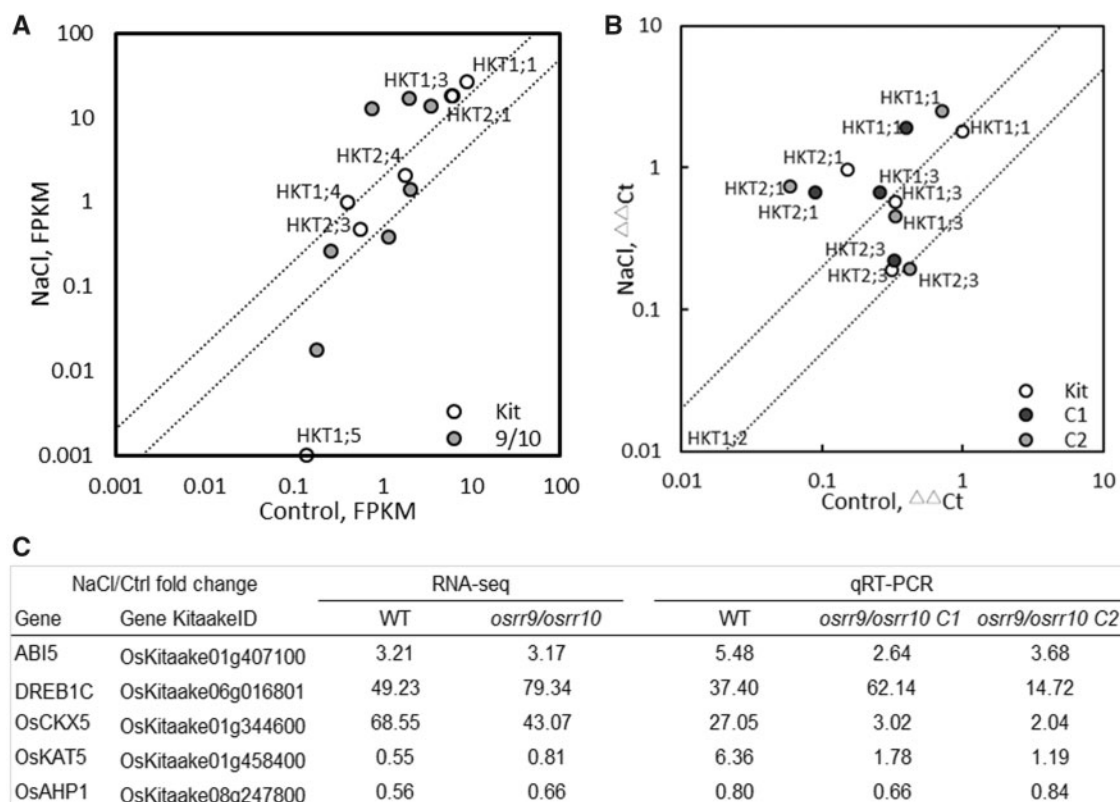 A
100
10
1
0.1
0.01
0.001
NaCl, FPKM
HKT1;1
HKT1;3
HKT2;1
HKT2;4
HKT1;4
HKT2;3
HKT1;5
Kit
9/10
0.001 0.01 0.1 1 10 100
Control, FPKM
B
10
1
0.1
0.01
NaCl, △△Ct
HKT1;1
HKT1;1
HKT1;1
HKT2;1
HKT2;1
HKT2;1
HKT1;3
HKT1;3
HKT1;3
HKT2;3
HKT2;3
HKT2;3
HKT1;2
Kit
C1
C2
0.01 0.1 1 10
Control, △△Ct
C
NaCl/Ctrl fold change RNA-seq qRT-PCR
Gene Gene KitaakeID WT osrr9/osrr10 WT osrr9/osrr10 C1 osrr9/osrr10 C2
ABI5 OsKitaake01g407100 3.21 3.17 5.48 2.64 3.68
DREB1C OsKitaake06g016801 49.23 79.34 37.40 62.14 14.72
OsCKX5 OsKitaake01g344600 68.55 43.07 27.05 3.02 2.04
OsKAT5 OsKitaake01g458400 0.55 0.81 6.36 1.78 1.19
OsAHP1 OsKitaake08g247800 0.56 0.66 0.80 0.66 0.84